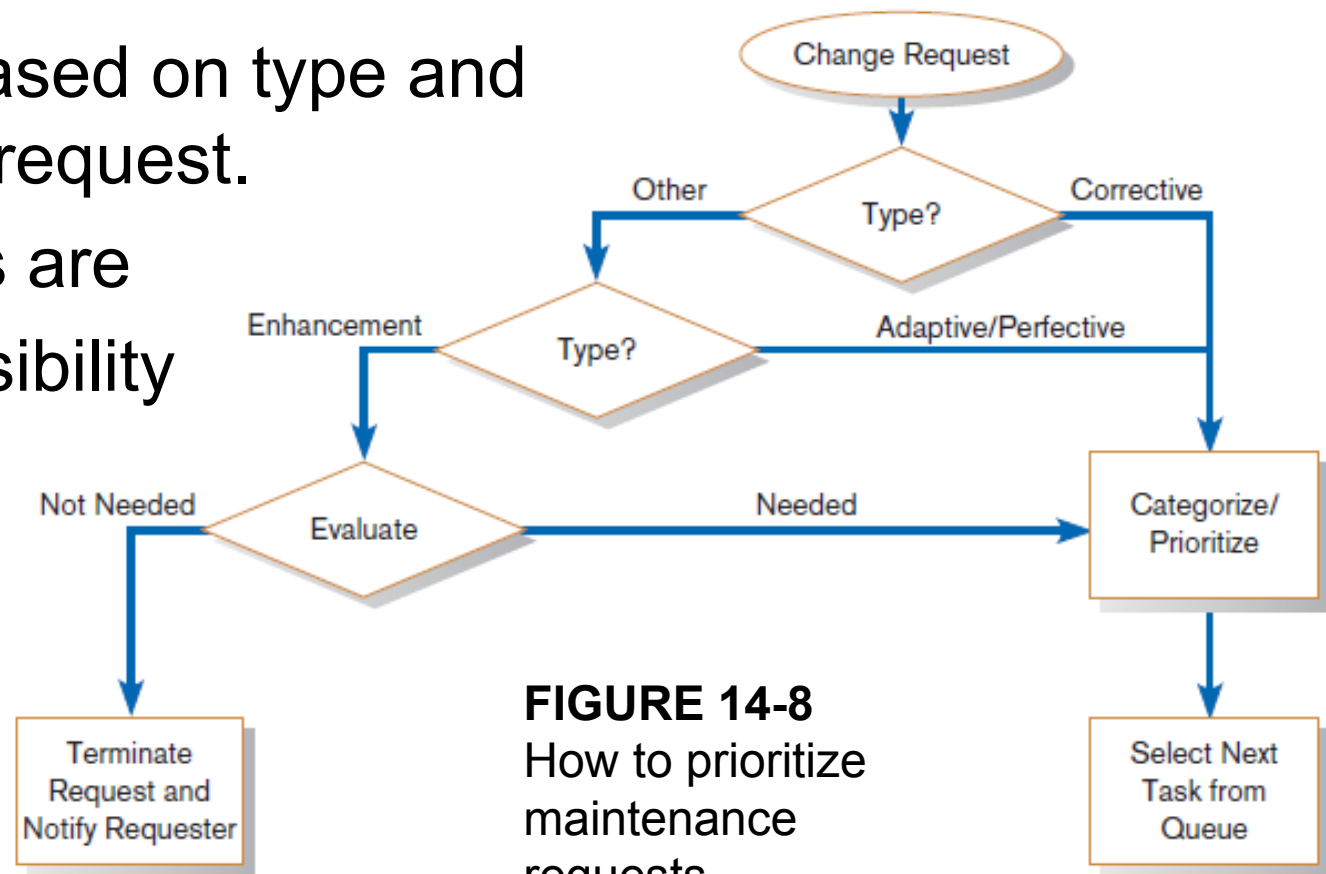 ased on type and
request.
s are
sibility
Change Request
Type?
Other
Corrective
Type?
Enhancement
Adaptive/Perfective
Evaluate
Not Needed
Needed
Categorize/
Prioritize
Terminate
Request and
Notify Requester
Select Next
Task from
Queue
FIGURE 14-8
How to prioritize
maintenance
requests